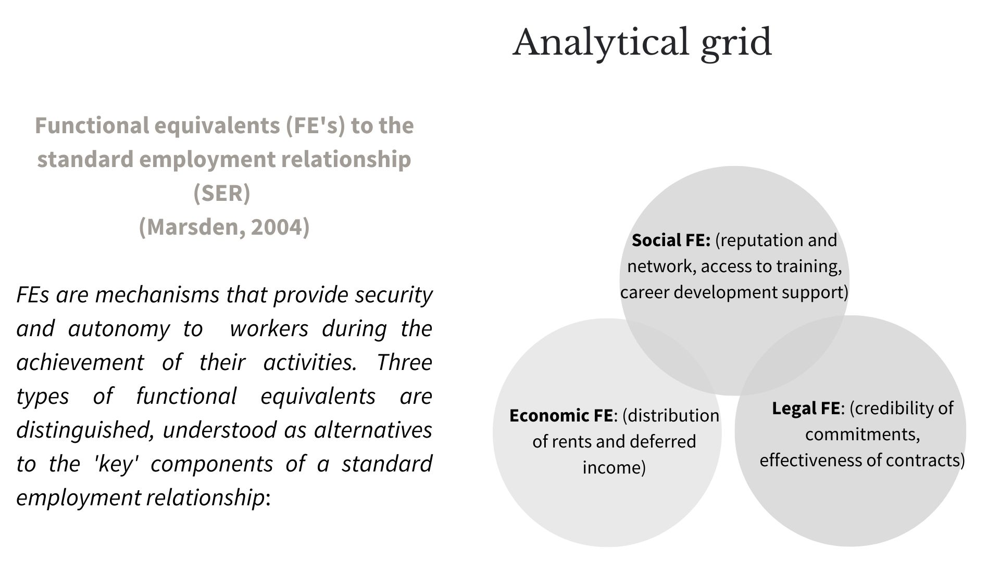 Analytical grid
Functional equivalents (FE's) to the
standard employment relationship
(SER)
(Marsden, 2004)
FEs are mechanisms that provide security
and autonomy to  workers during the
achievement of their activities. Three
types of functional equivalents are
distinguished, understood as alternatives
to the 'key' components of a standard
employment relationship:
Social FE: (reputation and
network, access to training,
career development support)
Economic FE: (distribution
of rents and deferred
income)
Legal FE: (credibility of
commitments,
effectiveness of contracts)